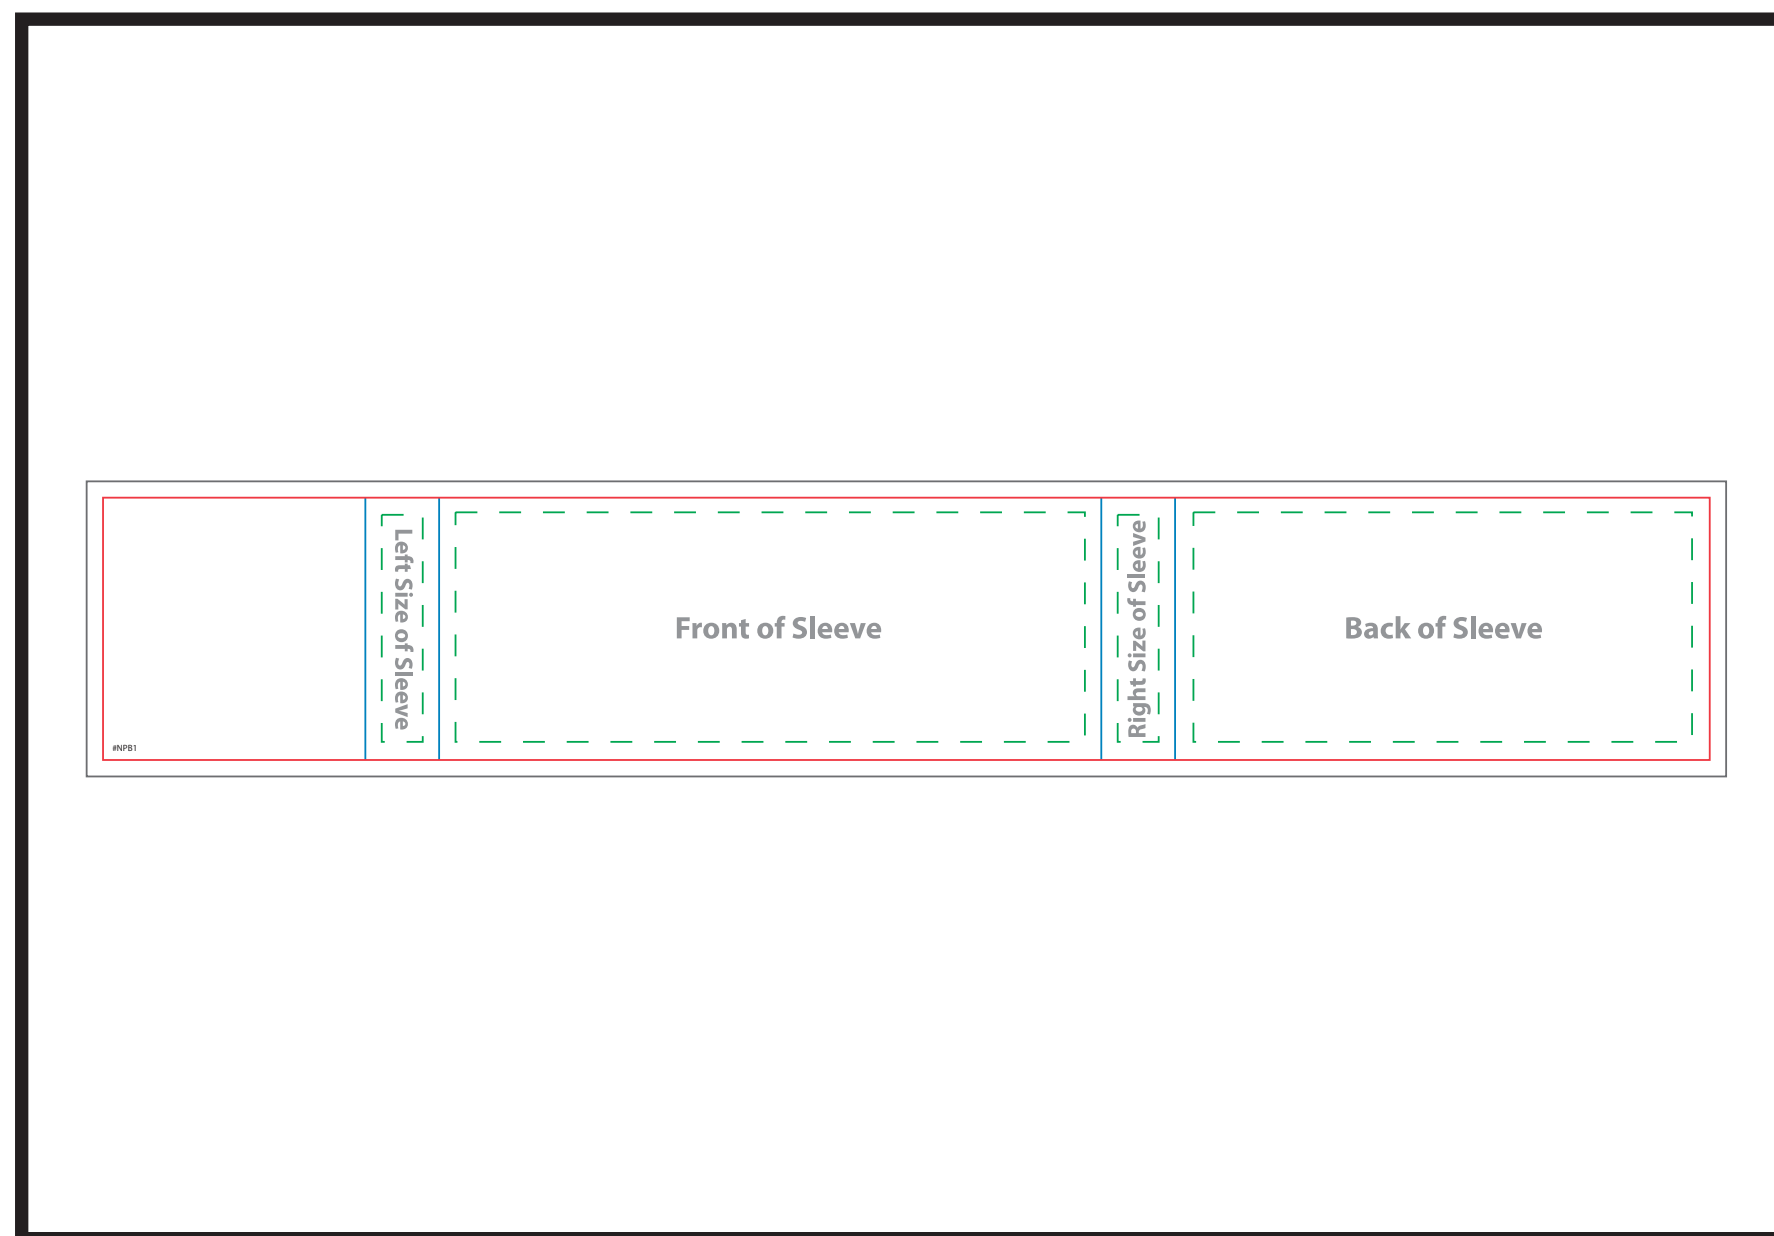 Left Size of Sleeve
Front of Sleeve
Right Size of Sleeve
Back of Sleeve
#NPB1